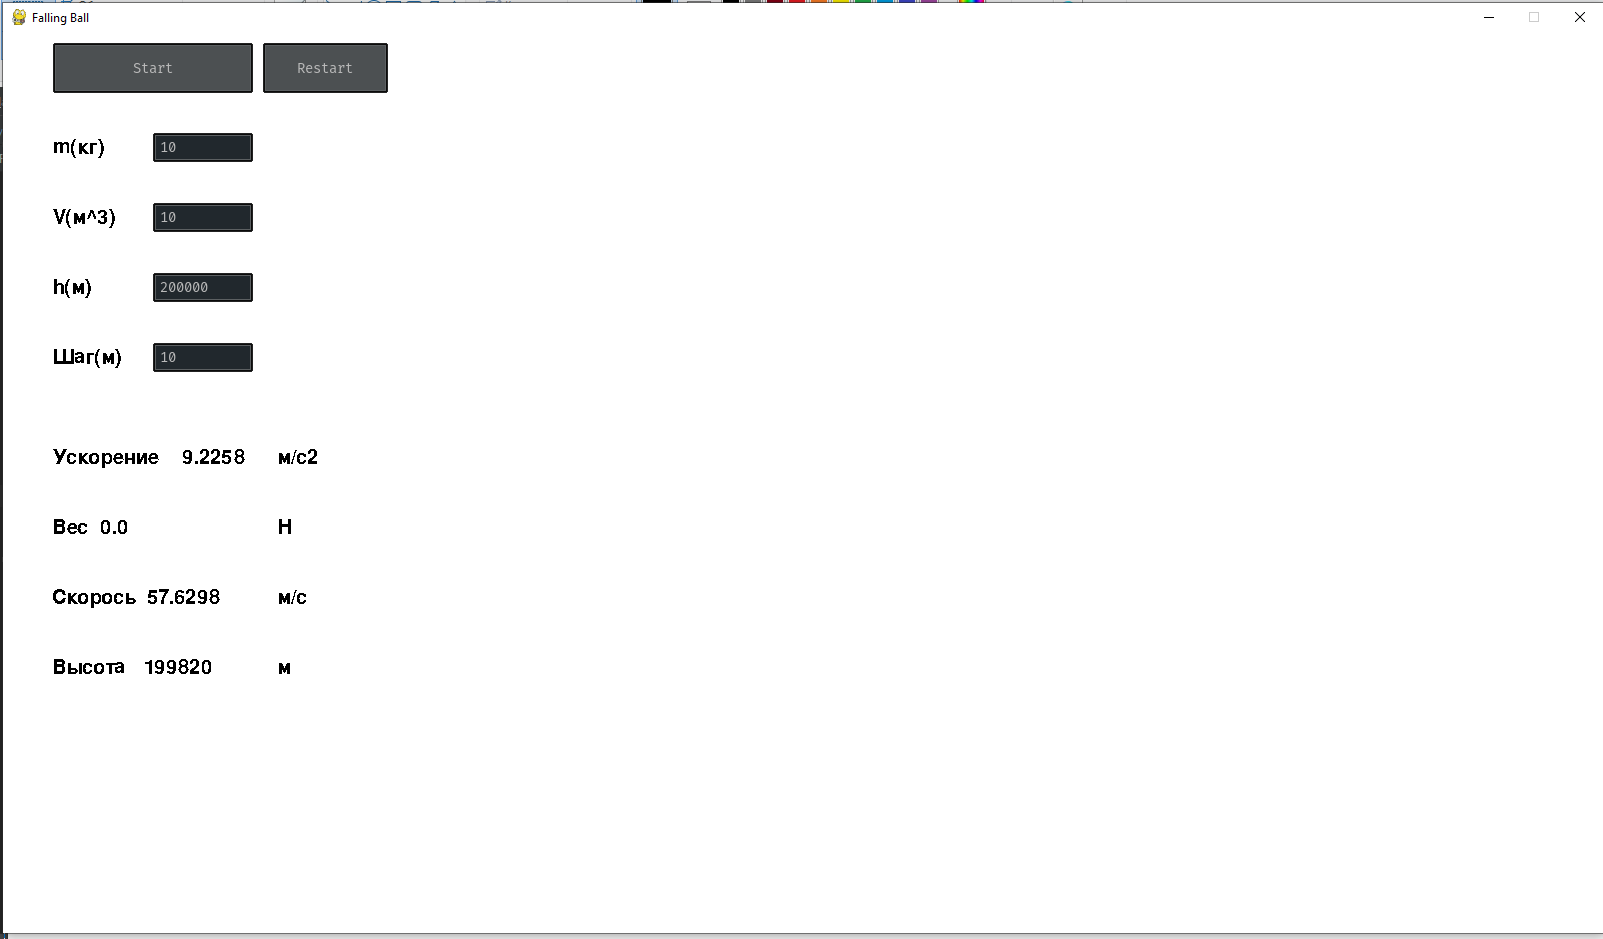 Falling Ball
Start Restart
m(кг) 10
V(м^3) 10
h(м) 200000
Шаг(м) 10
Ускорение 9.2258 м/с2
Вес 0.0 Н
Скорось 57.6298 м/с
Высота 199820 м